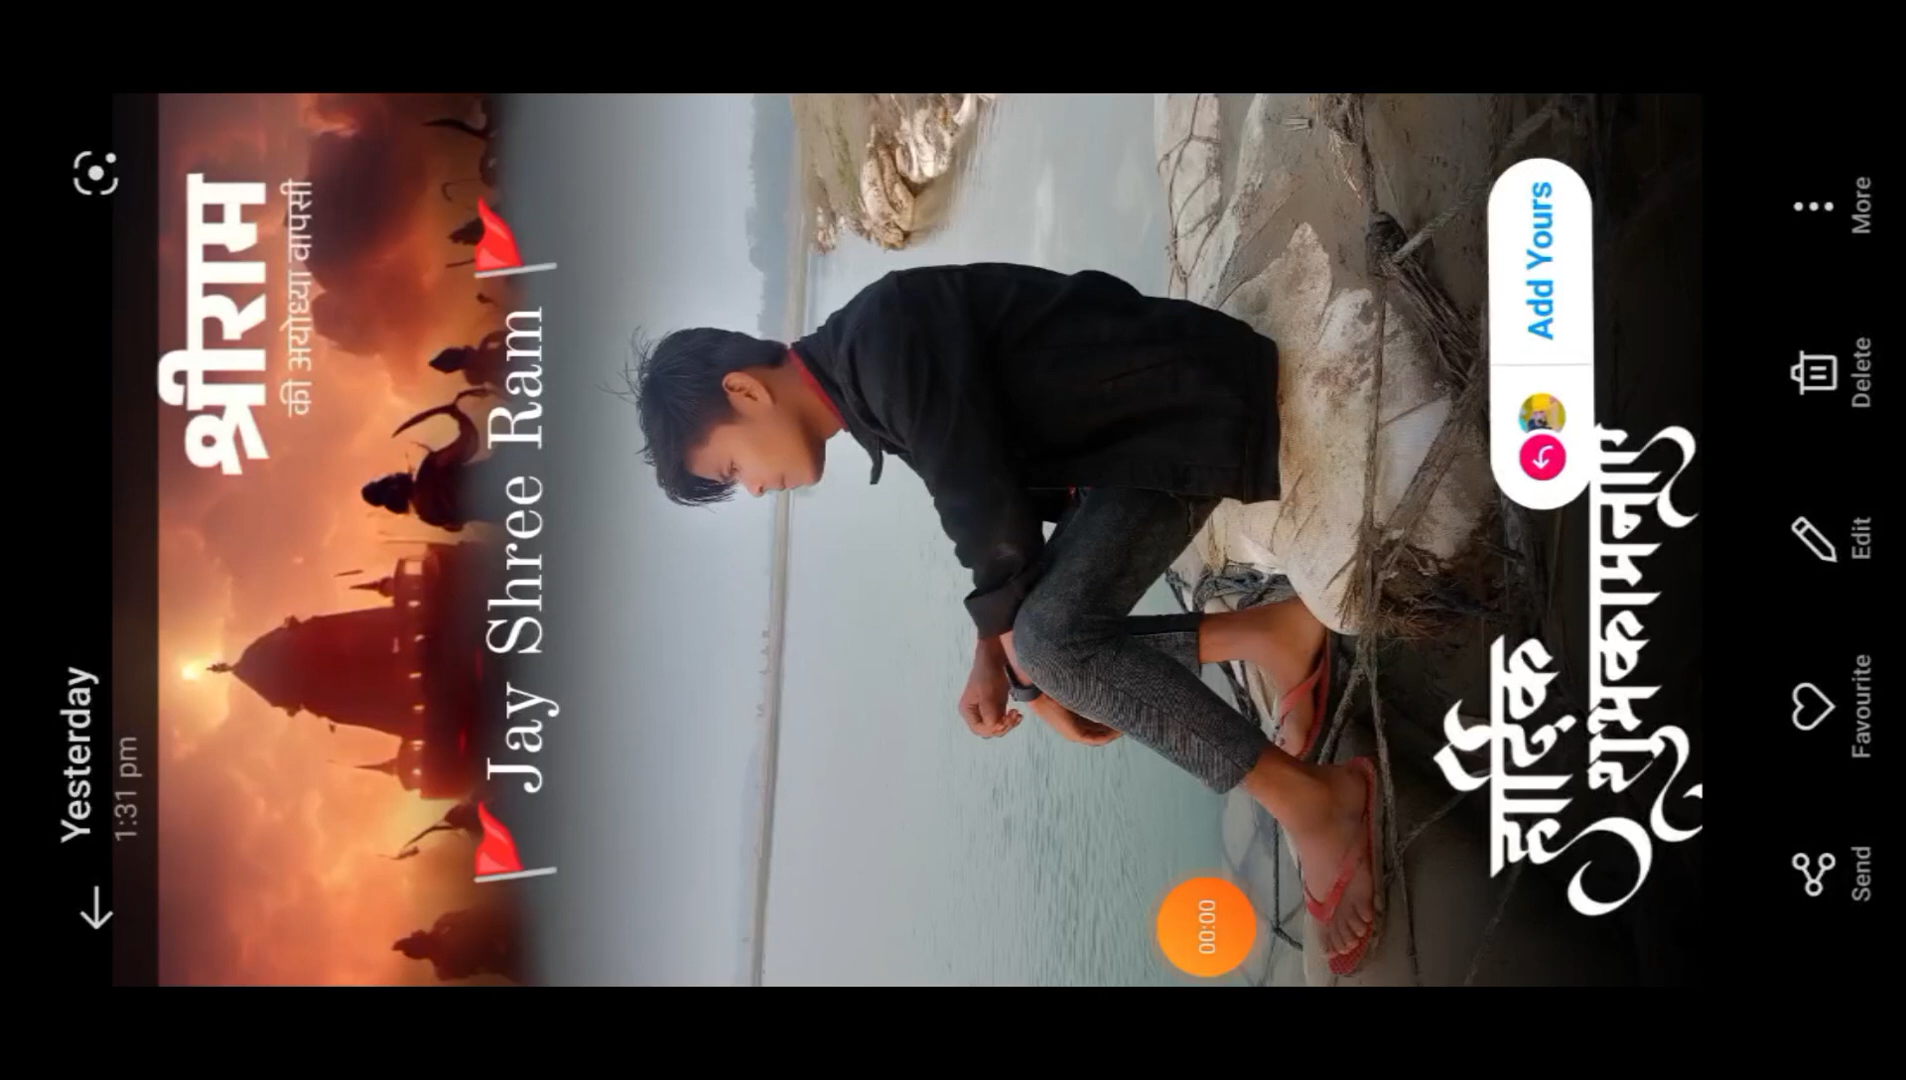 Yesterday
1:31 pm
श्रीराम
की अयोध्या वापसी
Jay Shree Ram
Add Yours
हार्दिक
शुभकामनाएं
00:00
Send
Favourite
Edit
Delete
More